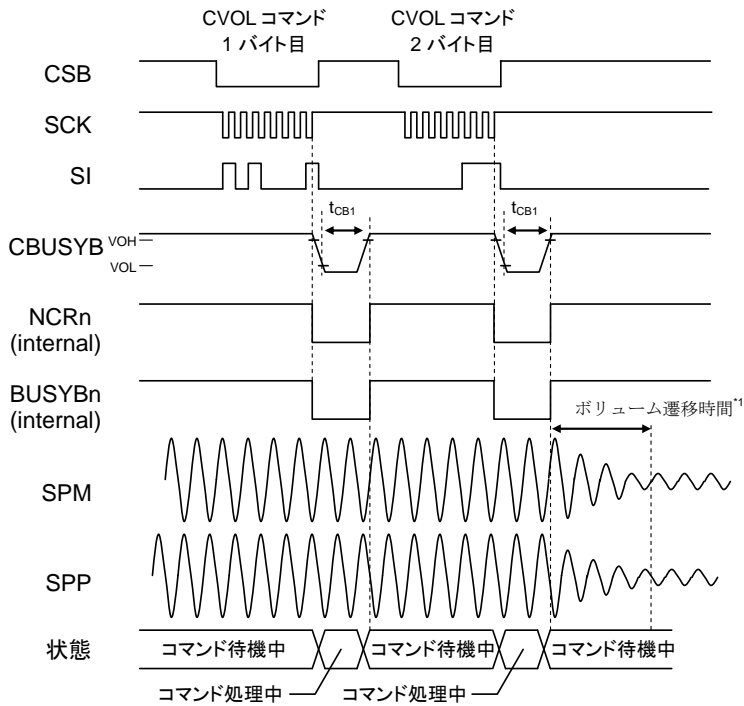 CVOL コマンド
1 バイト目
CVOL コマンド
2 バイト目
CSB
SCK
SI
tCB1
tCB1
CBUSYB
VOH
VOL
NCRn
(internal)
BUSYBn
(internal)
ボリューム遷移時間*1
SPM
SPP
状態
コマンド待機中
コマンド待機中
コマンド待機中
コマンド処理中
コマンド処理中